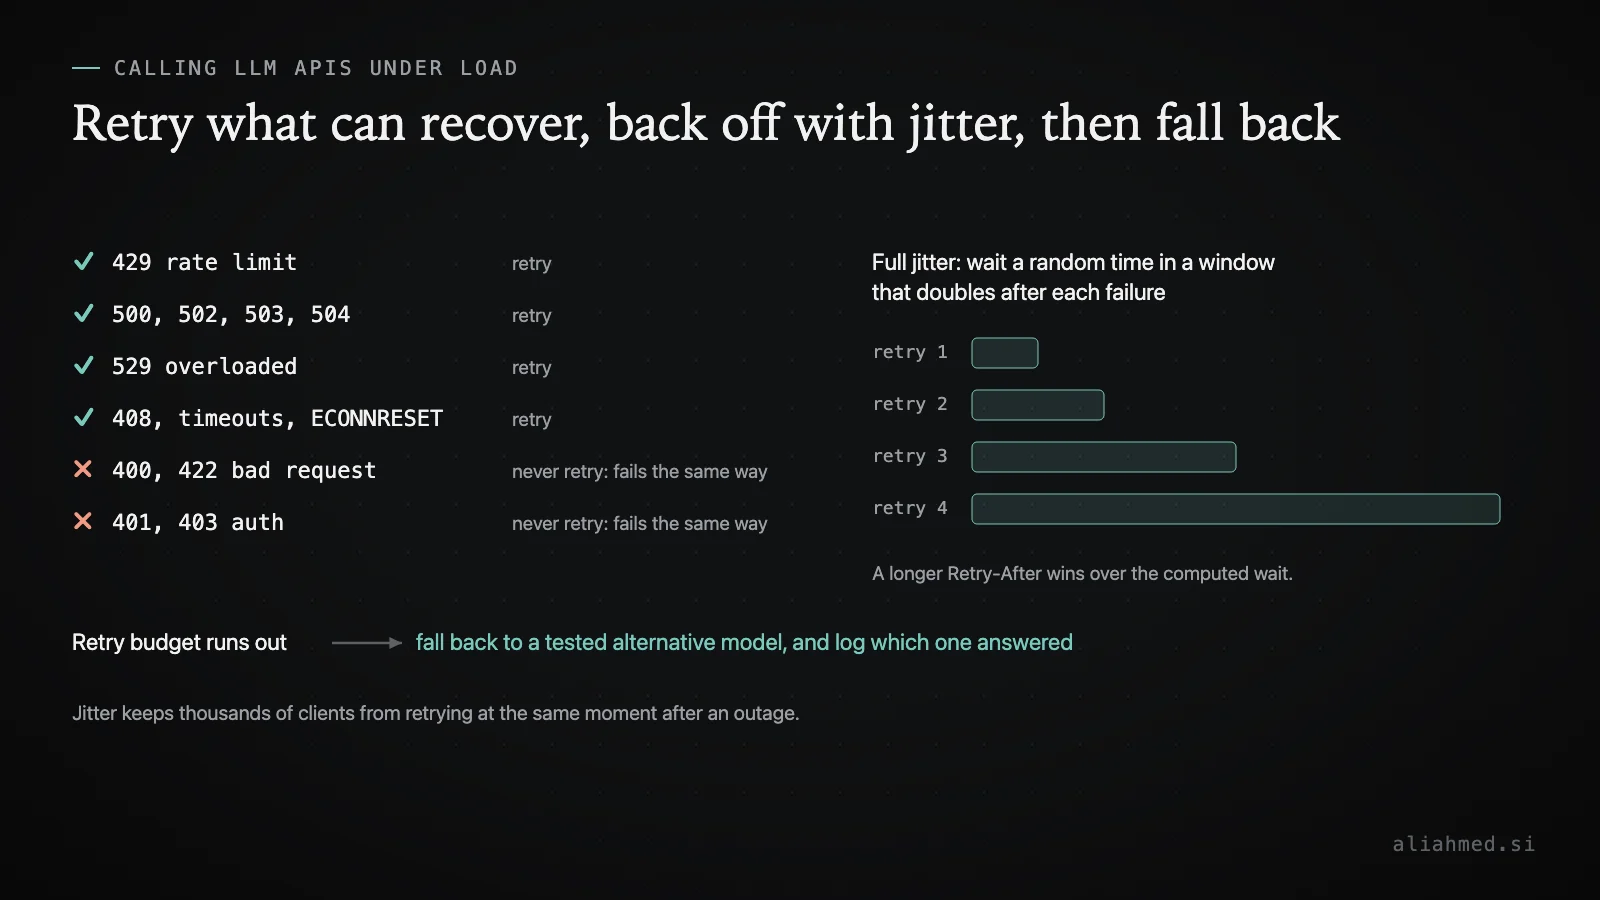 CALLING LLM APIS UNDER LOAD
Retry what can recover, back off with jitter, then fall back
429 rate limit retry
500, 502, 503, 504 retry
529 overloaded retry
408, timeouts, ECONNRESET retry
400, 422 bad request never retry: fails the same way
401, 403 auth never retry: fails the same way
Full jitter: wait a random time in a window
that doubles after each failure
retry 1
retry 2
retry 3
retry 4
A longer Retry-After wins over the computed wait.
Retry budget runs out fall back to a tested alternative model, and log which one answered
Jitter keeps thousands of clients from retrying at the same moment after an outage.
aliahmed.si